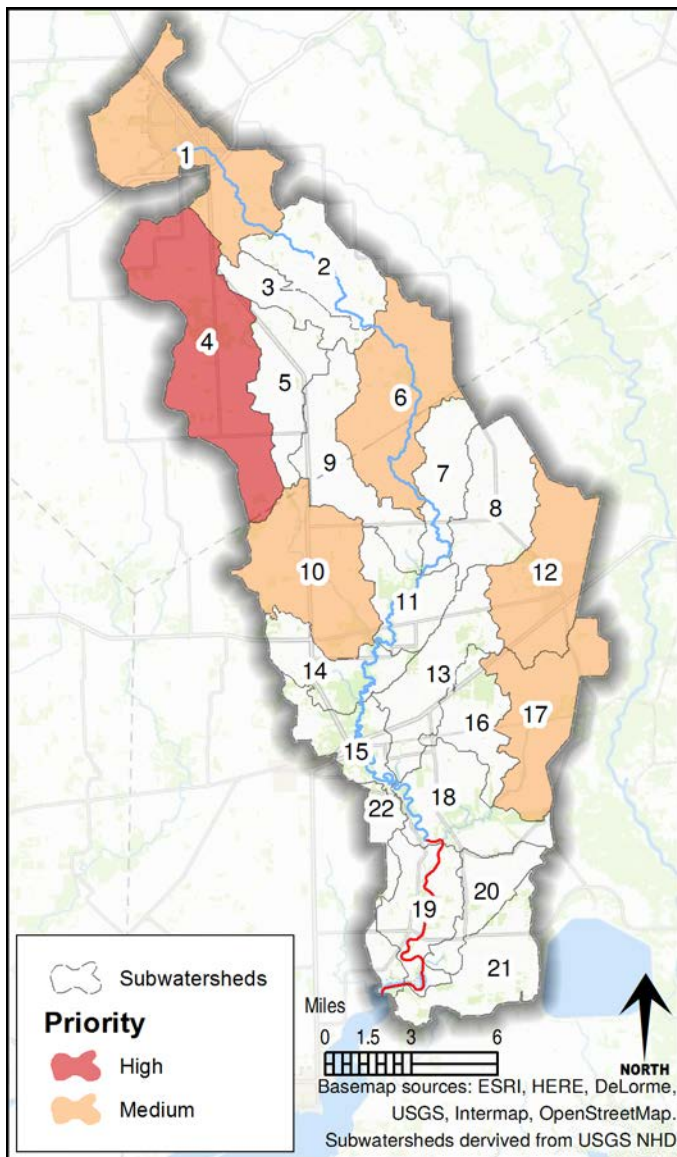 1
2
3
4
5
6
7
8
9
10
11
12
13
14
15
16
17
18
19
20
21
22
Subwatersheds
Priority
High
Medium
Miles
0 1.5 3 6
NORTH
Basemap sources: ESRI, HERE, DeLorme,
USGS, Intermap, OpenStreetMap.
Subwatersheds dervived from USGS NHD